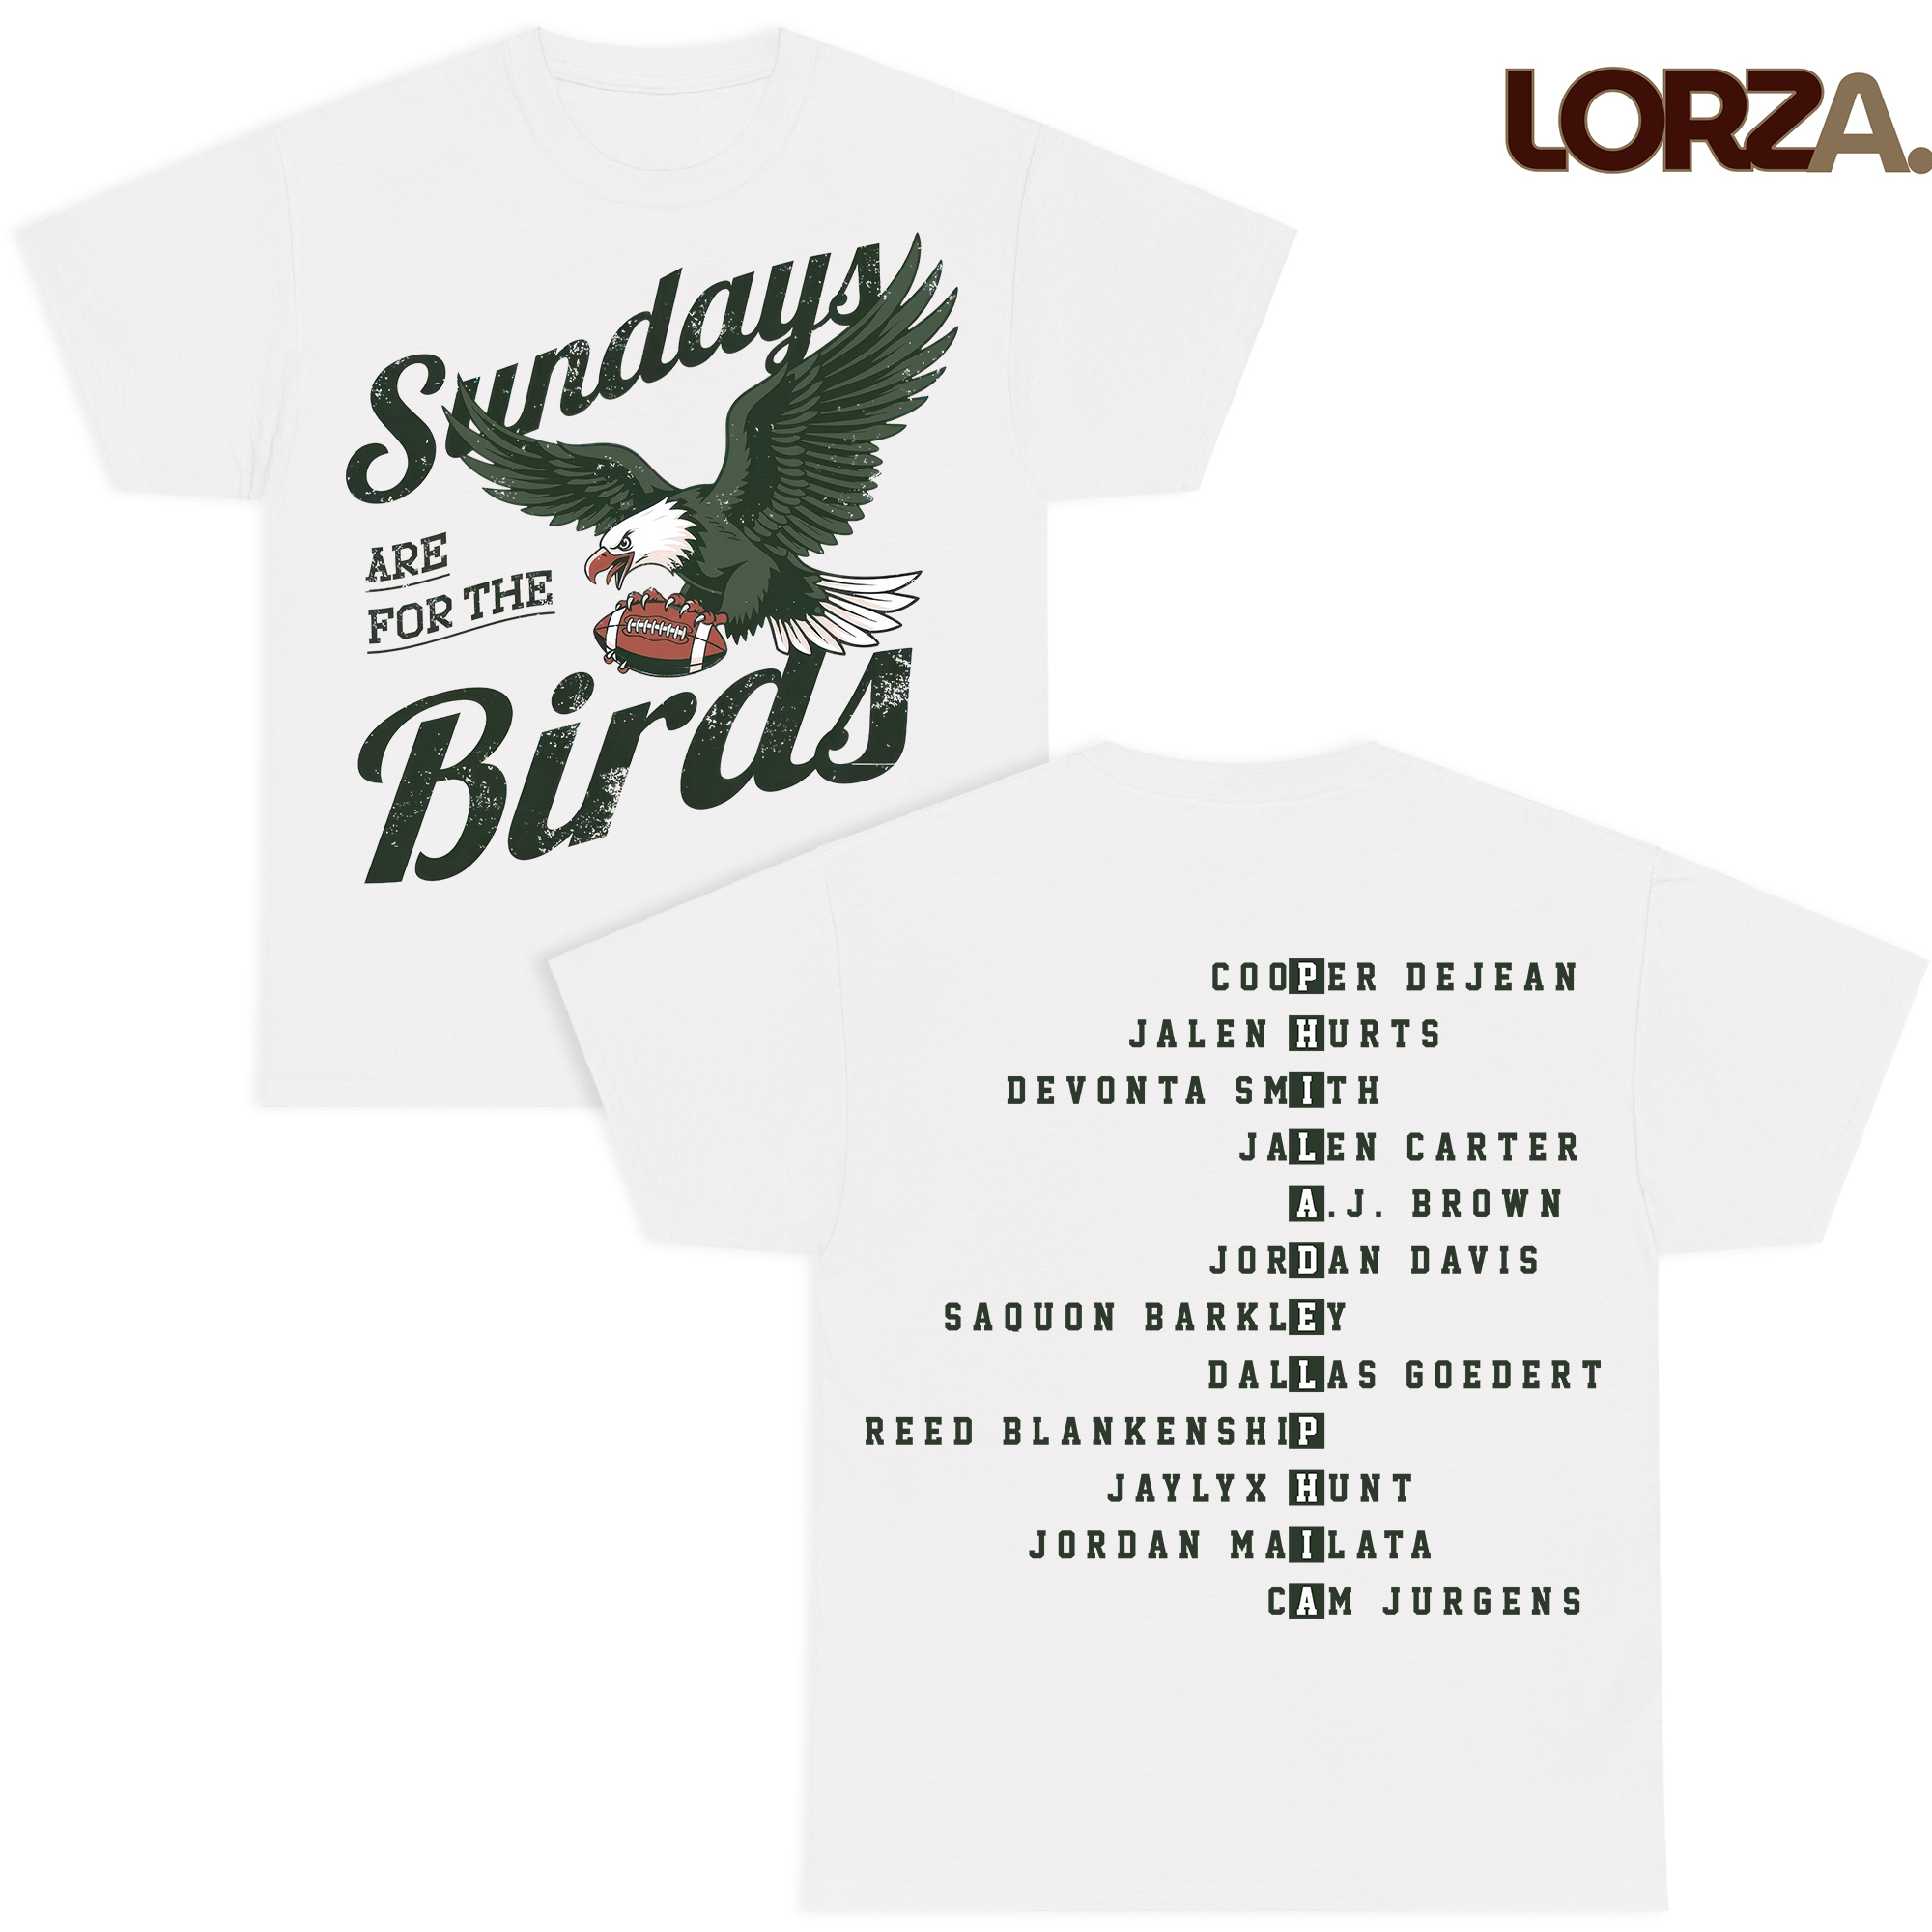 LORZA.
Sundays
ARE
FOR THE
Birds
COOPER DEJEAN
JALEN HURTS
DEVONTA SMITH
JALEN CARTER
A.J. BROWN
JORDAN DAVIS
SAQUON BARKLEY
DALLAS GOEDERT
REED BLANKENSHIP
JAYLYX HUNT
JORDAN MAILATA
CAM JURGENS